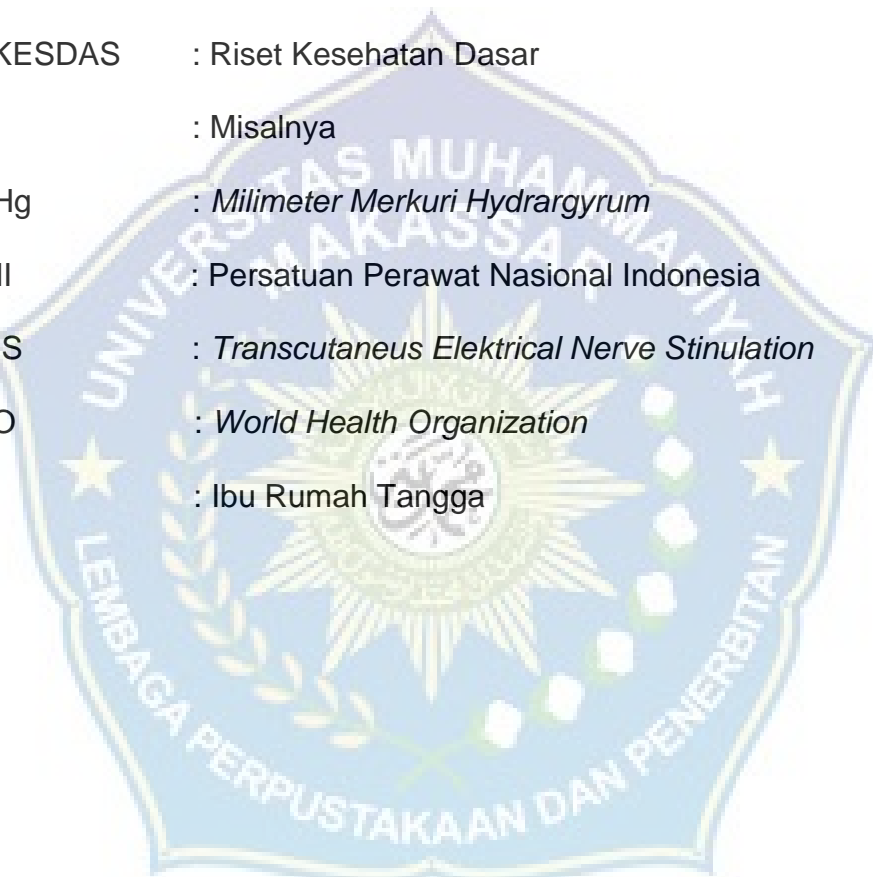 KESDAS : Riset Kesehatan Dasar
: Misalnya
Hg : Milimeter Merkuri Hydrargyrum
II : Persatuan Perawat Nasional Indonesia
S : Transcutaneus Elektrical Nerve Stinulation
O : World Health Organization
: Ibu Rumah Tangga
UNIVERSITAS MUHAMMADIYAH
MAKASSAR
LEMBAGA PERPUSTAKAAN DAN PENERBITAN